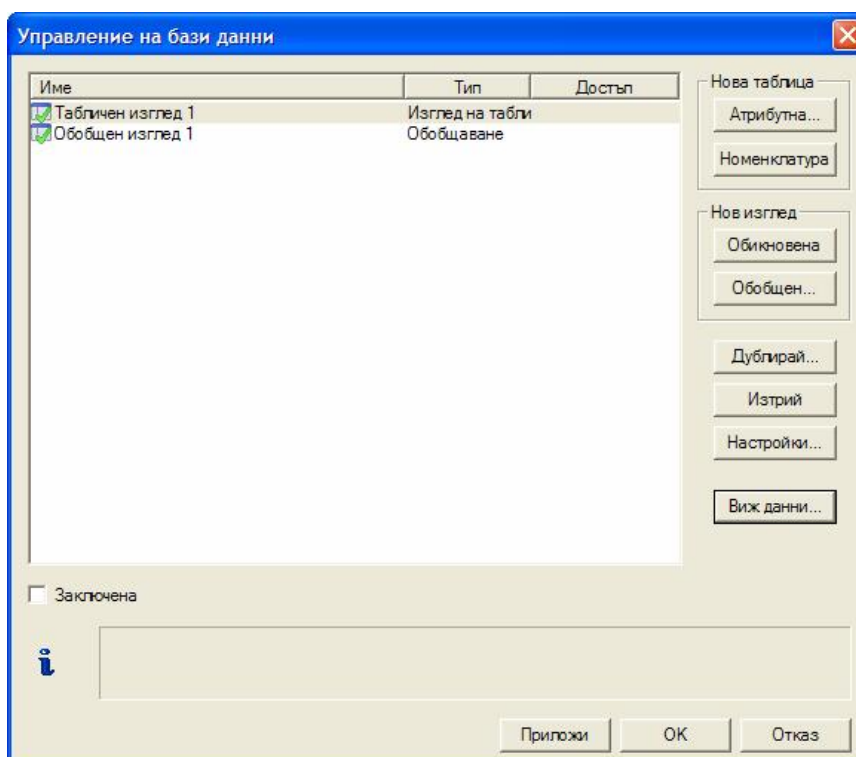 Управление на бази данни
Име Тип Достъп
Табличен изглед 1 Изглед на табли
Обобщен изглед 1 Обобщаване
Нова таблица
Атрибутна...
Номенклатура
Нов изглед
Обикновена
Обобщен...
Дублирай...
Изтрий
Настройки...
Виж данни...
Заключена
Приложи OK Отказ